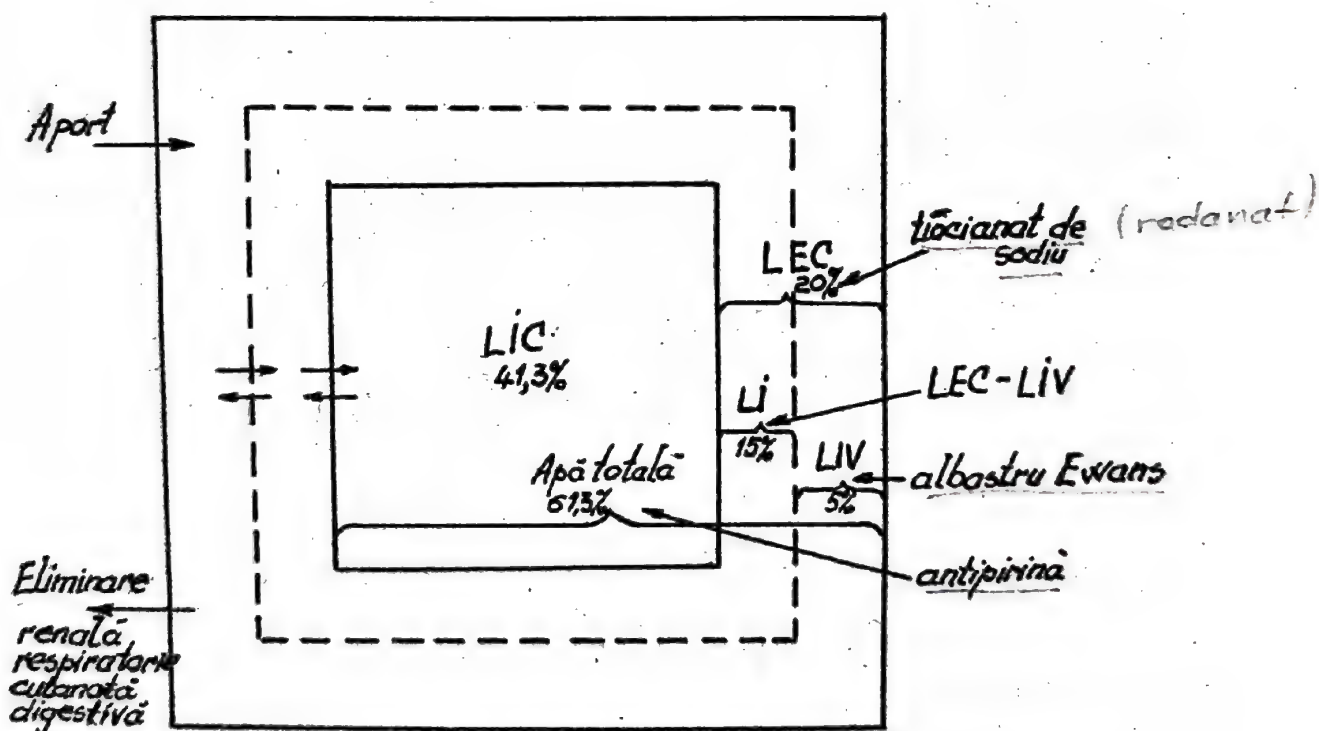 Aport
tiocianat de (rodanat)
sodiu
LEC
20%
LIC
41,3%
LEC-LIV
LI
15%
LIV
5%
albastru Ewans
Apă totală
61,3%
antipirină
Eliminare
renală
respiratorie
cutanată
digestivă